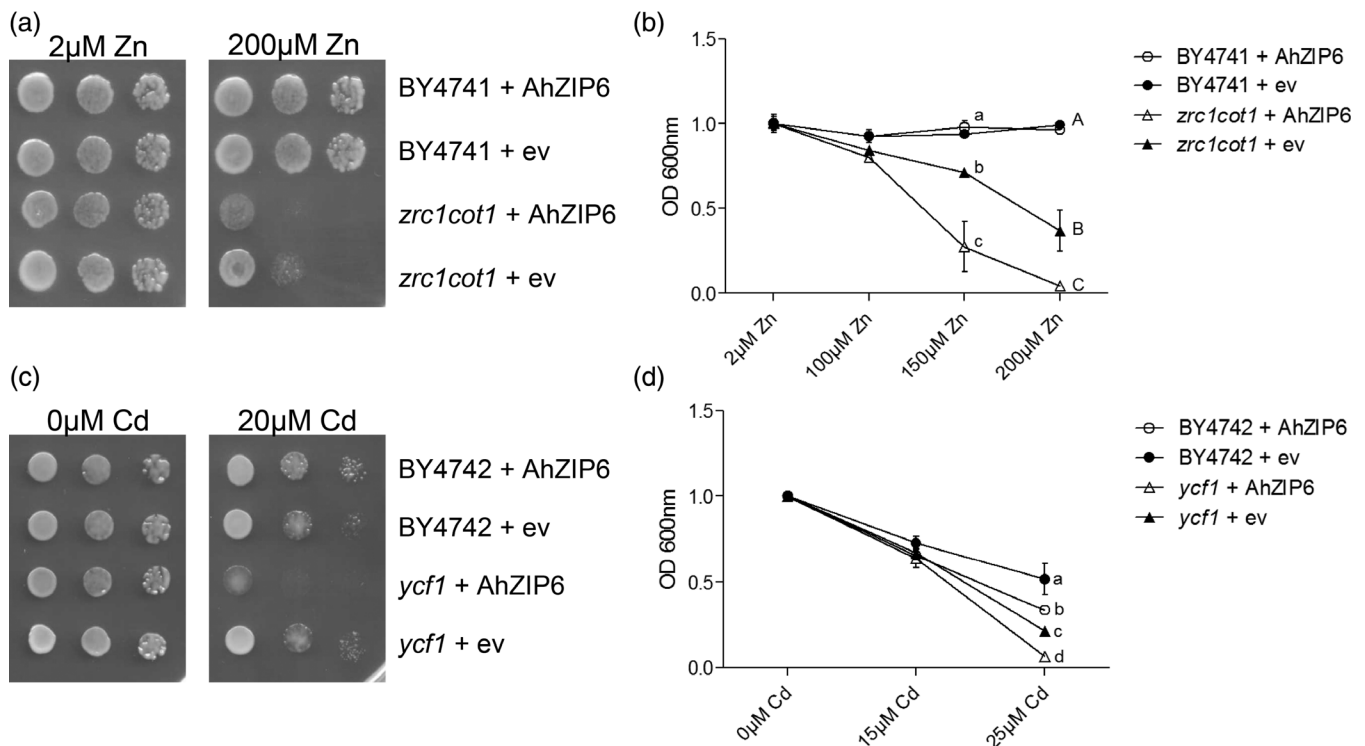 (a)
2µM Zn
200µM Zn
BY4741 + AhZIP6
BY4741 + ev
zrc1cot1 + AhZIP6
zrc1cot1 + ev
(b)
1.5
1.0
0.5
0.0
OD 600nm
a
b
c
A
B
C
2µM Zn
100µM Zn
150µM Zn
200µM Zn
BY4741 + AhZIP6
BY4741 + ev
zrc1cot1 + AhZIP6
zrc1cot1 + ev
(c)
0µM Cd
20µM Cd
BY4742 + AhZIP6
BY4742 + ev
ycf1 + AhZIP6
ycf1 + ev
(d)
1.5
1.0
0.5
0.0
OD 600nm
a
b
c
d
0µM Cd
15µM Cd
25µM Cd
BY4742 + AhZIP6
BY4742 + ev
ycf1 + AhZIP6
ycf1 + ev